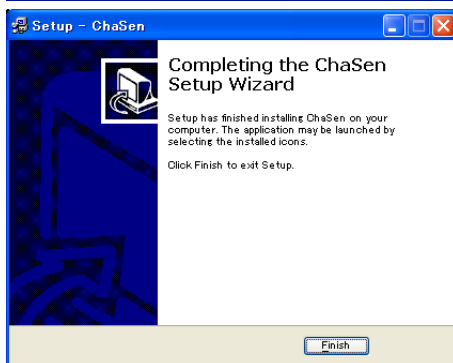 Setup - ChaSen
Completing the ChaSen
Setup Wizard
Setup has finished installing ChaSen on your
computer. The application may be launched by
selecting the installed icons.
Click Finish to exit Setup.
Finish